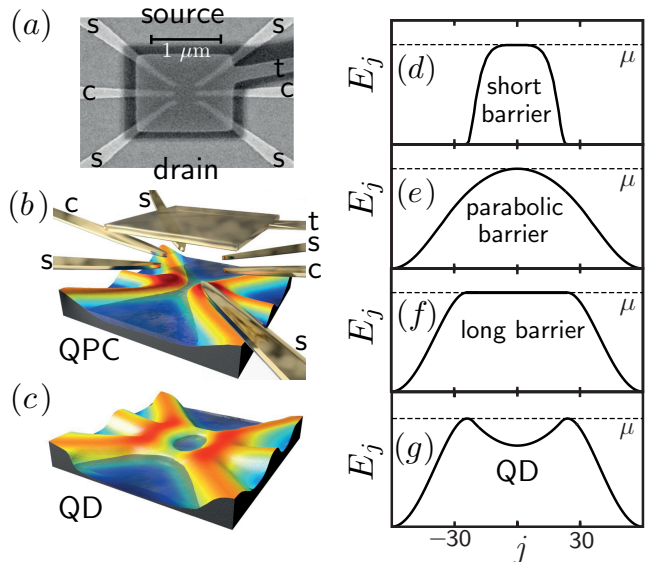 (a)
source
s
s
1 μm
t
c
c
s
s
drain
(b)
s
c
t
s
s
c
QPC
s
(c)
QD
E_j
(d)
μ
short
barrier
E_j
(e)
μ
parabolic
barrier
E_j
(f)
μ
long barrier
E_j
(g)
μ
QD
−30
j
30